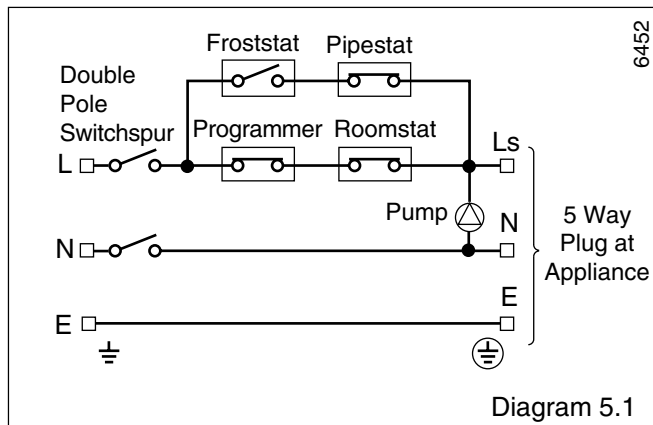 6452
Froststat Pipestat
Double
Pole
Switchspur
Programmer Roomstat
L Ls
Pump
N N
5 Way
Plug at
Appliance
E E
Diagram 5.1